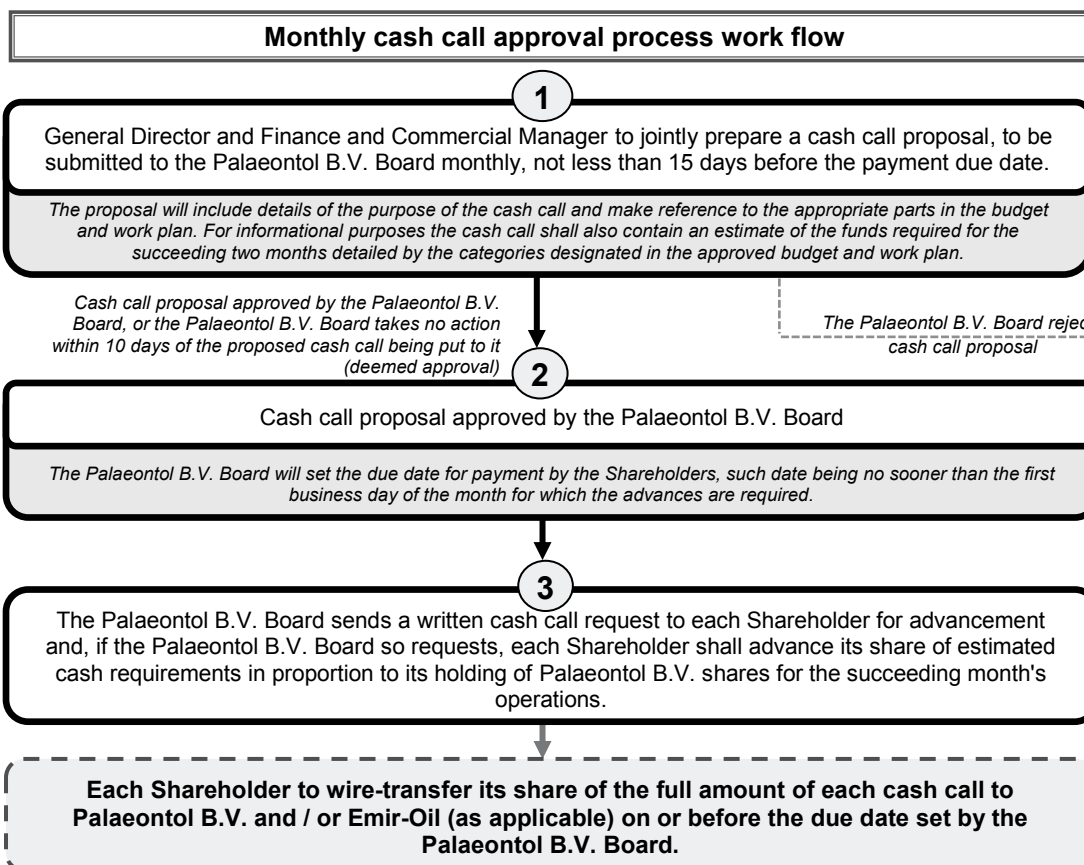 Monthly cash call approval process work flow
1
General Director and Finance and Commercial Manager to jointly prepare a cash call proposal, to be
submitted to the Palaeontol B.V. Board monthly, not less than 15 days before the payment due date.
The proposal will include details of the purpose of the cash call and make reference to the appropriate parts in the budget
and work plan. For informational purposes the cash call shall also contain an estimate of the funds required for the
succeeding two months detailed by the categories designated in the approved budget and work plan.
Cash call proposal approved by the Palaeontol B.V.
Board, or the Palaeontol B.V. Board takes no action
within 10 days of the proposed cash call being put to it
(deemed approval)
The Palaeontol B.V. Board
cash call proposal
2
Cash call proposal approved by the Palaeontol B.V. Board
The Palaeontol B.V. Board will set the due date for payment by the Shareholders, such date being no sooner than the first
business day of the month for which the advances are required.
3
The Palaeontol B.V. Board sends a written cash call request to each Shareholder for advancement
and, if the Palaeontol B.V. Board so requests, each Shareholder shall advance its share of estimated
cash requirements in proportion to its holding of Palaeontol B.V. shares for the succeeding month's
operations.
Each Shareholder to wire-transfer its share of the full amount of each cash call to
Palaeontol B.V. and / or Emir-Oil (as applicable) on or before the due date set by the
Palaeontol B.V. Board.